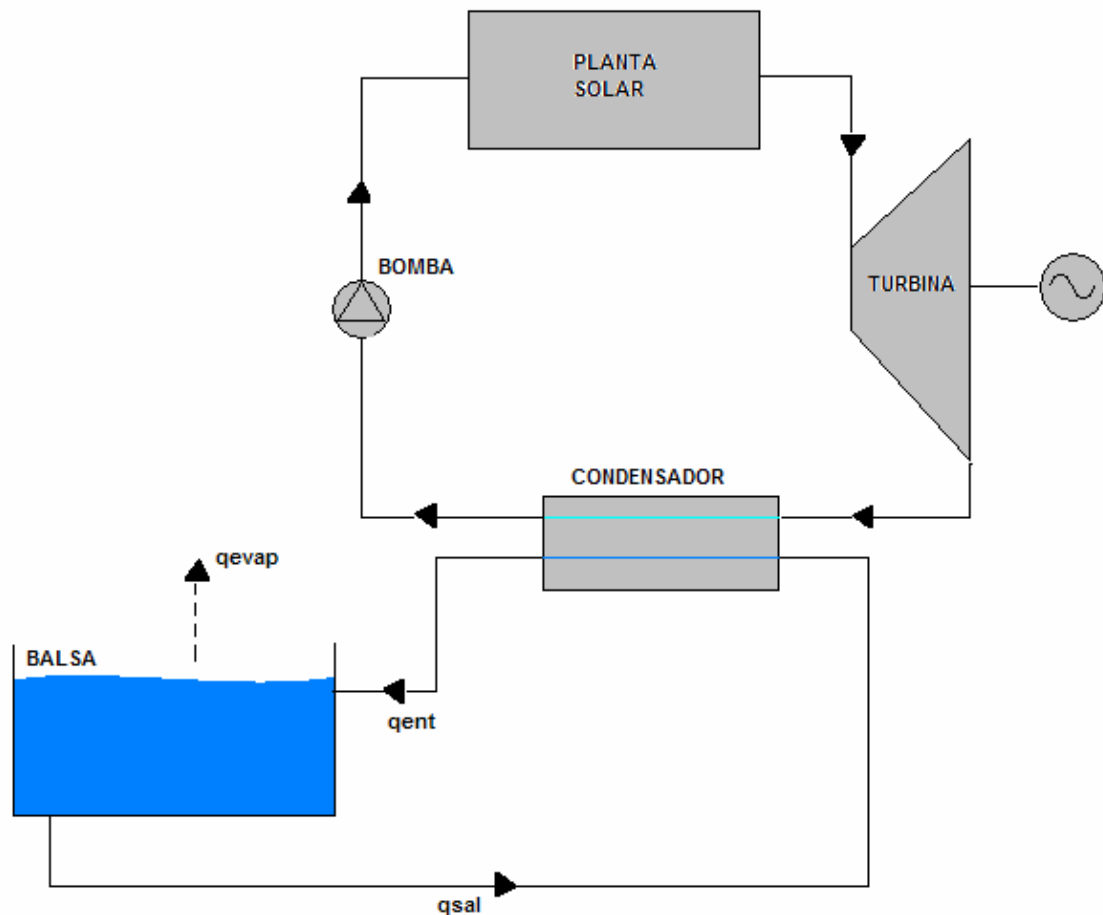 PLANTA
SOLAR
BOMBA
TURBINA
CONDENSADOR
qevap
BALSA
qent
qsal